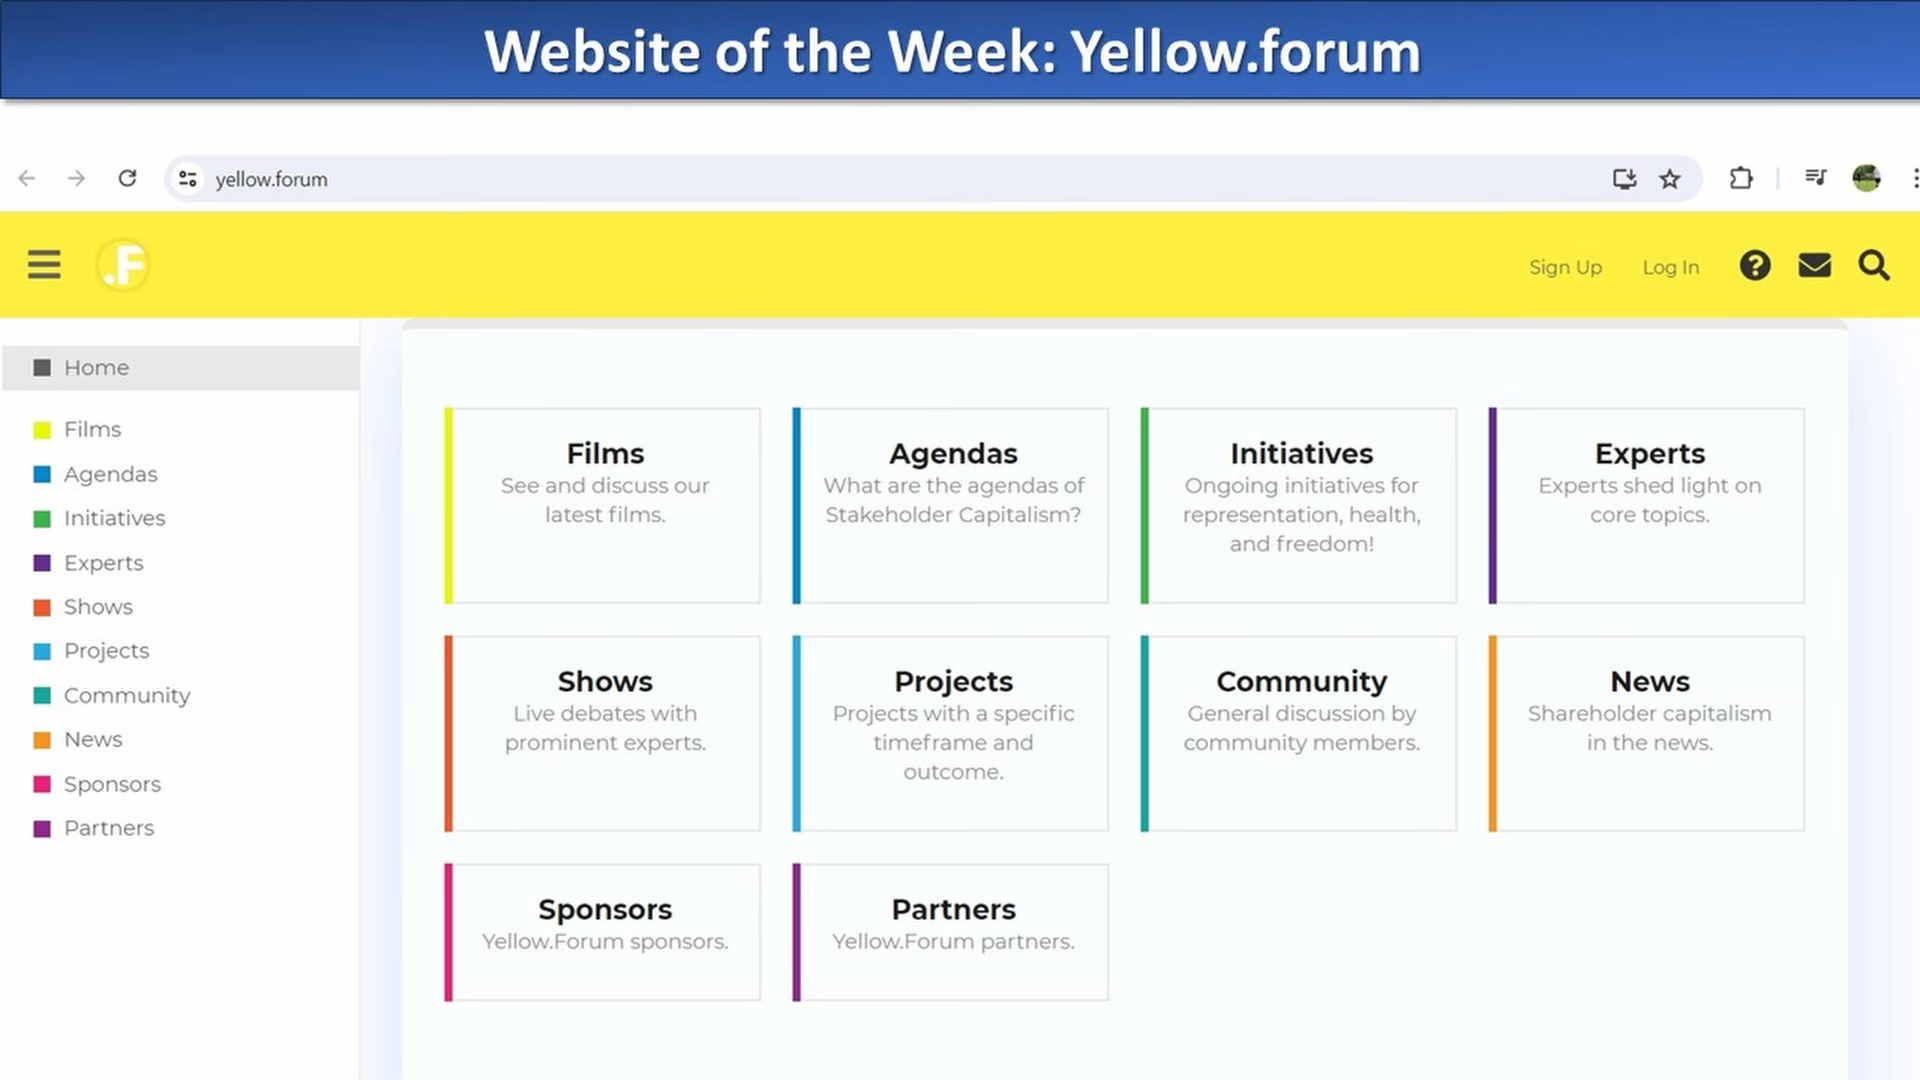 Website of the Week: Yellow.forum
yellow.forum
.F
Sign Up
Log In
?
Home
Films
Agendas
Initiatives
Experts
Shows
Projects
Community
News
Sponsors
Partners
Films
See and discuss our
latest films.
Agendas
What are the agendas of
Stakeholder Capitalism?
Initiatives
Ongoing initiatives for
representation, health,
and freedom!
Experts
Experts shed light on
core topics.
Shows
Live debates with
prominent experts.
Projects
Projects with a specific
timeframe and
outcome.
Community
General discussion by
community members.
News
Shareholder capitalism
in the news.
Sponsors
Yellow.Forum sponsors.
Partners
Yellow.Forum partners.